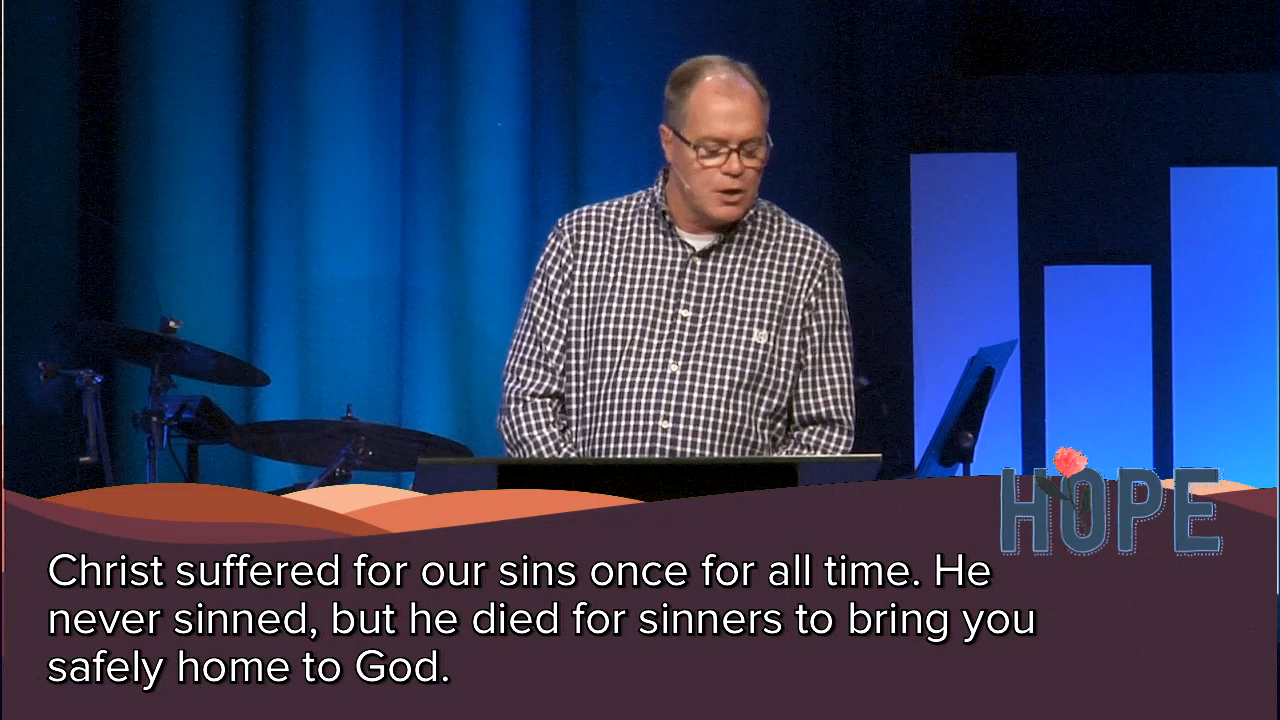 HOPE
Christ suffered for our sins once for all time. He
never sinned, but he died for sinners to bring you
safely home to God.